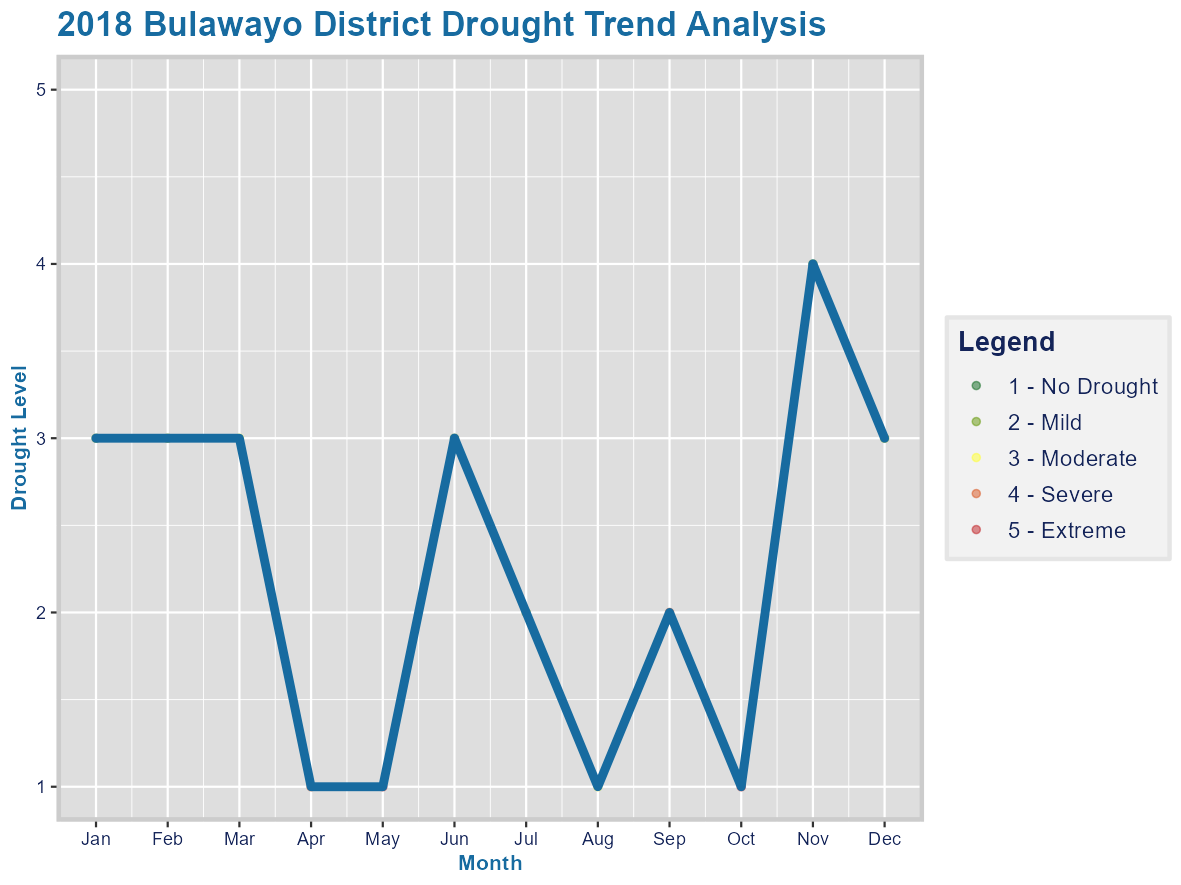 2018 Bulawayo District Drought Trend Analysis
5
4
3
2
1
Drought Level
Jan Feb Mar Apr May Jun Jul Aug Sep Oct Nov Dec
Month
Legend
1 - No Drought
2 - Mild
3 - Moderate
4 - Severe
5 - Extreme